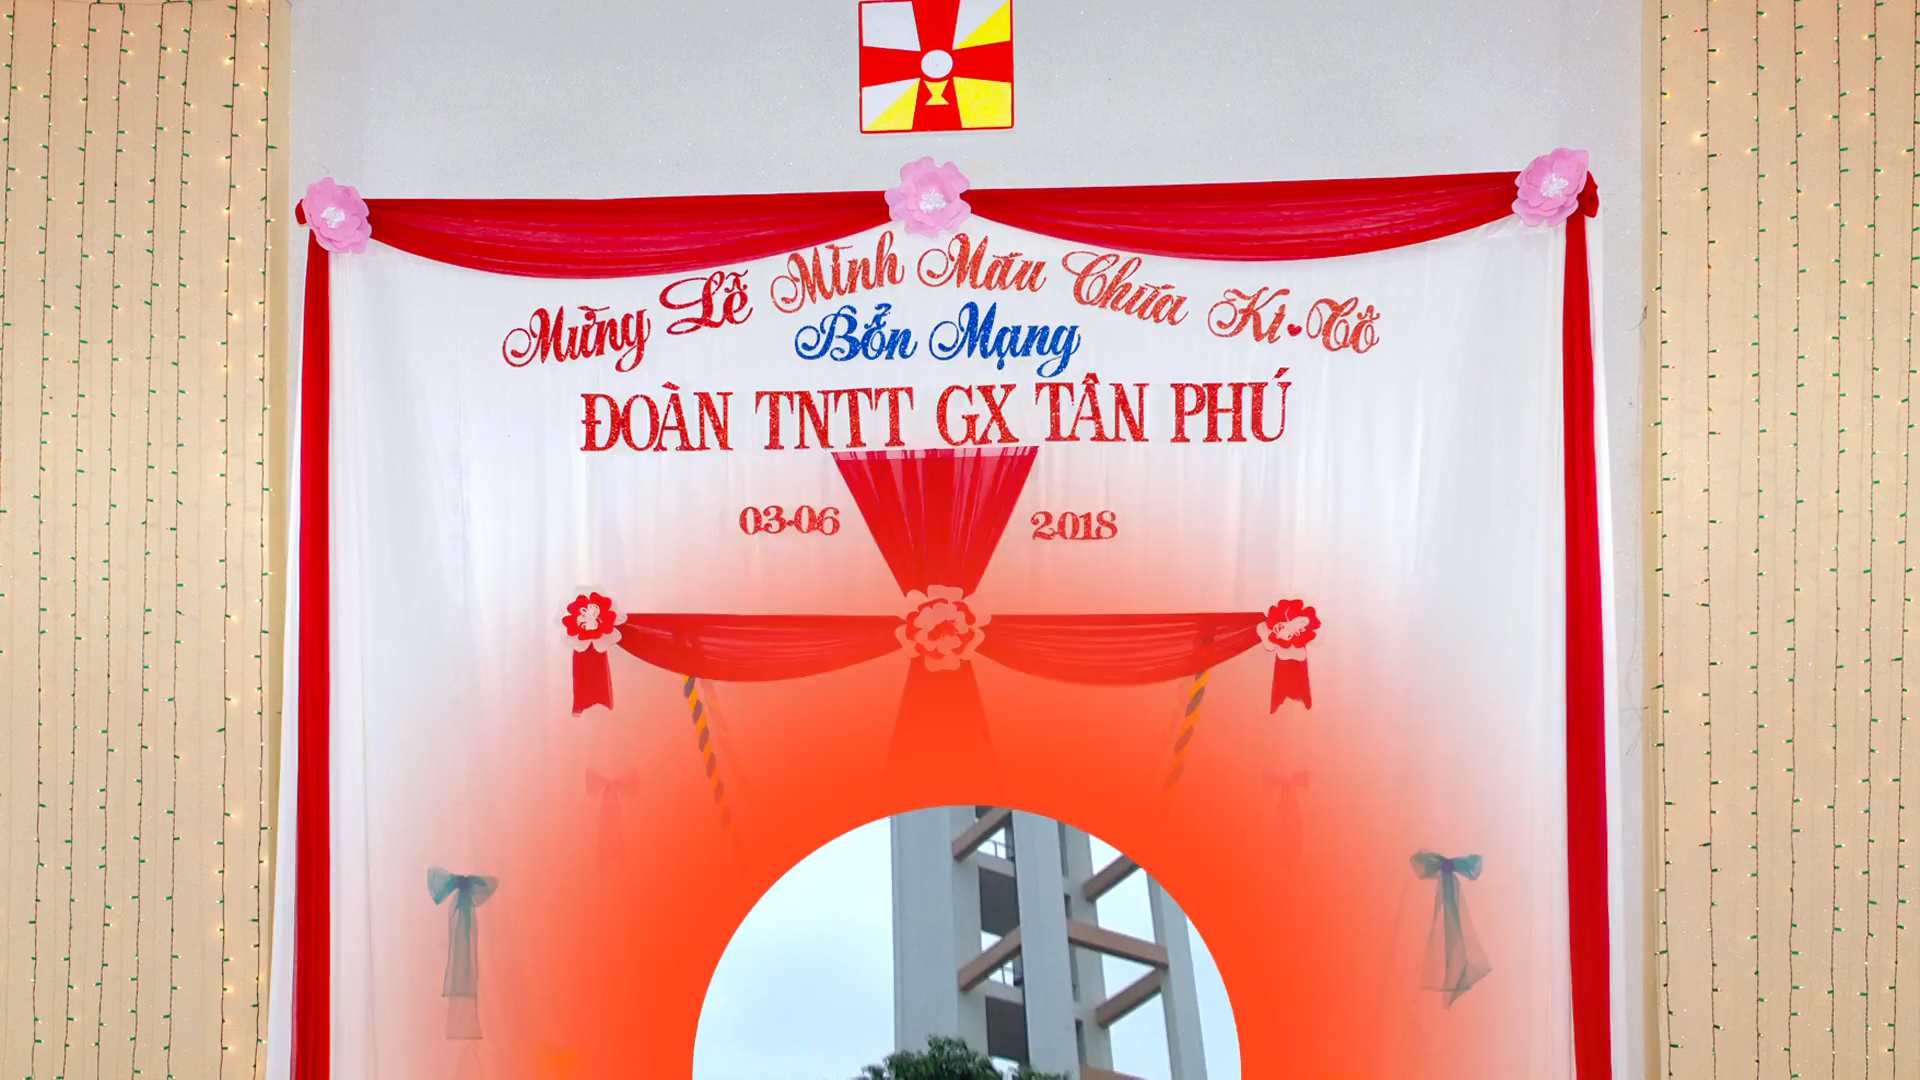 Mừng Lễ Mình Máu Chúa Ki•Tô
Bổn Mạng
ĐOÀN TNTT GX TÂN PHÚ
03-06 2018